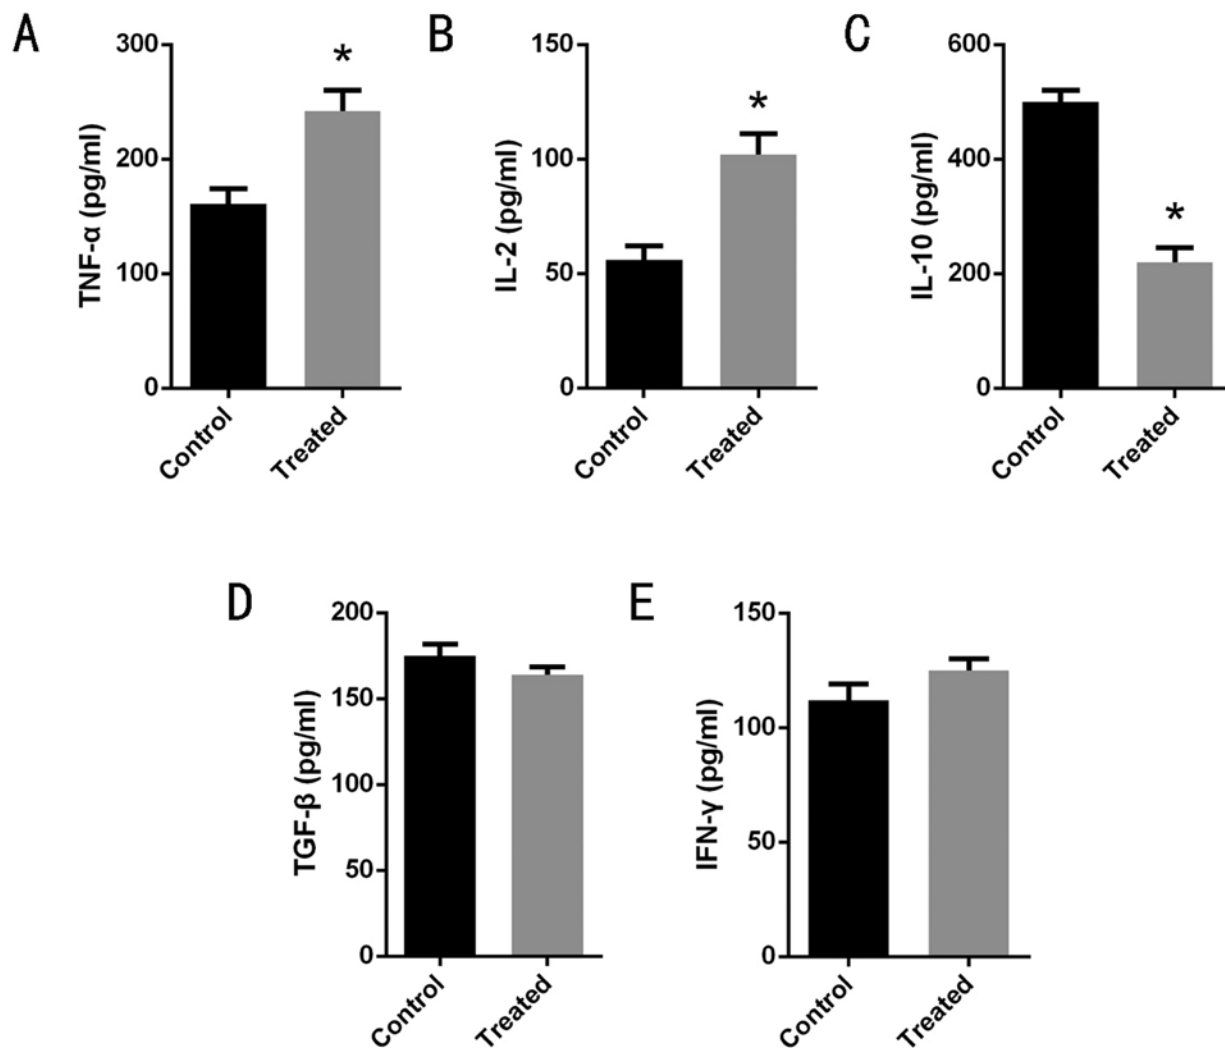 A
TNF-α (pg/ml)
300
200
100
0
*
Control
Treated
B
IL-2 (pg/ml)
150
100
50
0
*
Control
Treated
C
IL-10 (pg/ml)
600
400
200
0
*
Control
Treated
D
TGF-β (pg/ml)
200
150
100
50
0
Control
Treated
E
IFN-γ (pg/ml)
150
100
50
0
Control
Treated